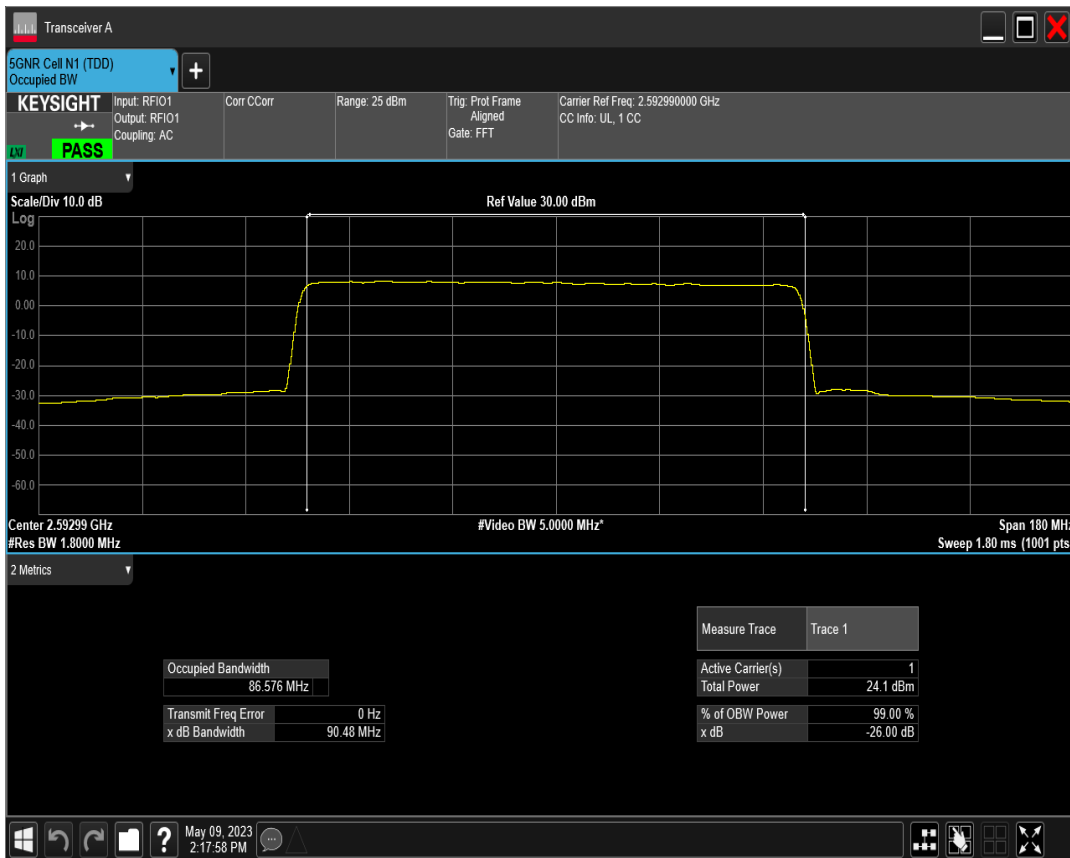 Transceiver A
5GNR Cell N1 (TDD)
Occupied BW
+
KEYSIGHT
LXI
PASS
Input: RFIO1
Output: RFIO1
Coupling: AC
Corr CCorr
Range: 25 dBm
Trig: Prot Frame
Aligned
Gate: FFT
Carrier Ref Freq: 2.592990000 GHz
CC Info: UL, 1 CC
1 Graph
Scale/Div 10.0 dB
Ref Value 30.00 dBm
Log
20.0
10.0
0.00
-10.0
-20.0
-30.0
-40.0
-50.0
-60.0
Center 2.59299 GHz
#Video BW 5.0000 MHz*
Span 180 MHz
#Res BW 1.8000 MHz
Sweep 1.80 ms (1001 pts
2 Metrics
Measure Trace Trace 1
Occupied Bandwidth
86.576 MHz
Active Carrier(s) 1
Total Power 24.1 dBm
Transmit Freq Error 0 Hz
x dB Bandwidth 90.48 MHz
% of OBW Power 99.00 %
x dB -26.00 dB
?
May 09, 2023
2:17:58 PM